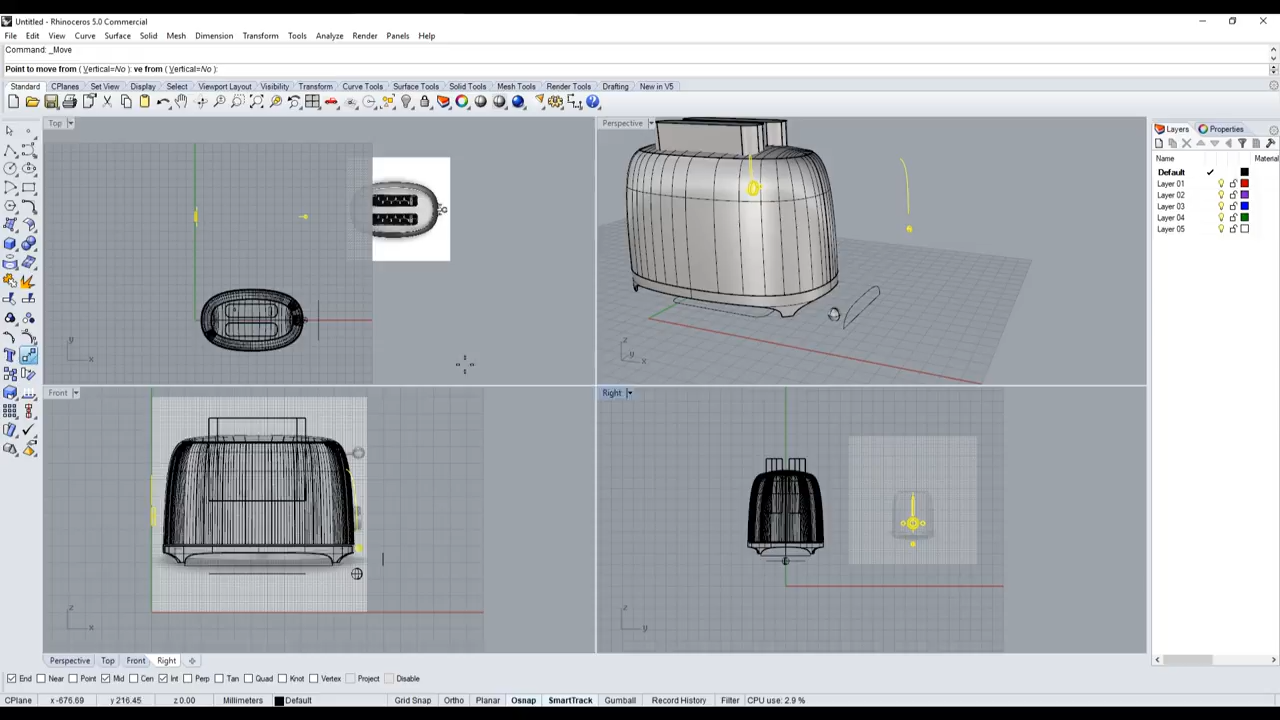 Untitled - Rhinoceros 5.0 Commercial
File Edit View Curve Surface Solid Mesh Dimension Transform Tools Analyze Render Panels Help
Command: _Move
Point to move from ( Vertical=No ): ve from (Vertical=No ):
Standard CPlanes Set View Display Select Viewport Layout Visibility Transform Curve Tools Surface Tools Solid Tools Mesh Tools Render Tools Drafting New in V5
Top
Perspective
Layers Properties
Name Material
Default
Layer 01
Layer 02
Layer 03
Layer 04
Layer 05
y
x
z
y
x
Front
Right
z
x
z
y
Perspective Top Front Right
End Near Point Mid Cen Int Perp Tan Quad Knot Vertex Project Disable
CPlane x -676.69 y 216.45 z 0.00 Millimeters Default Grid Snap Ortho Planar Osnap SmartTrack Gumball Record History Filter CPU use: 2.9 %